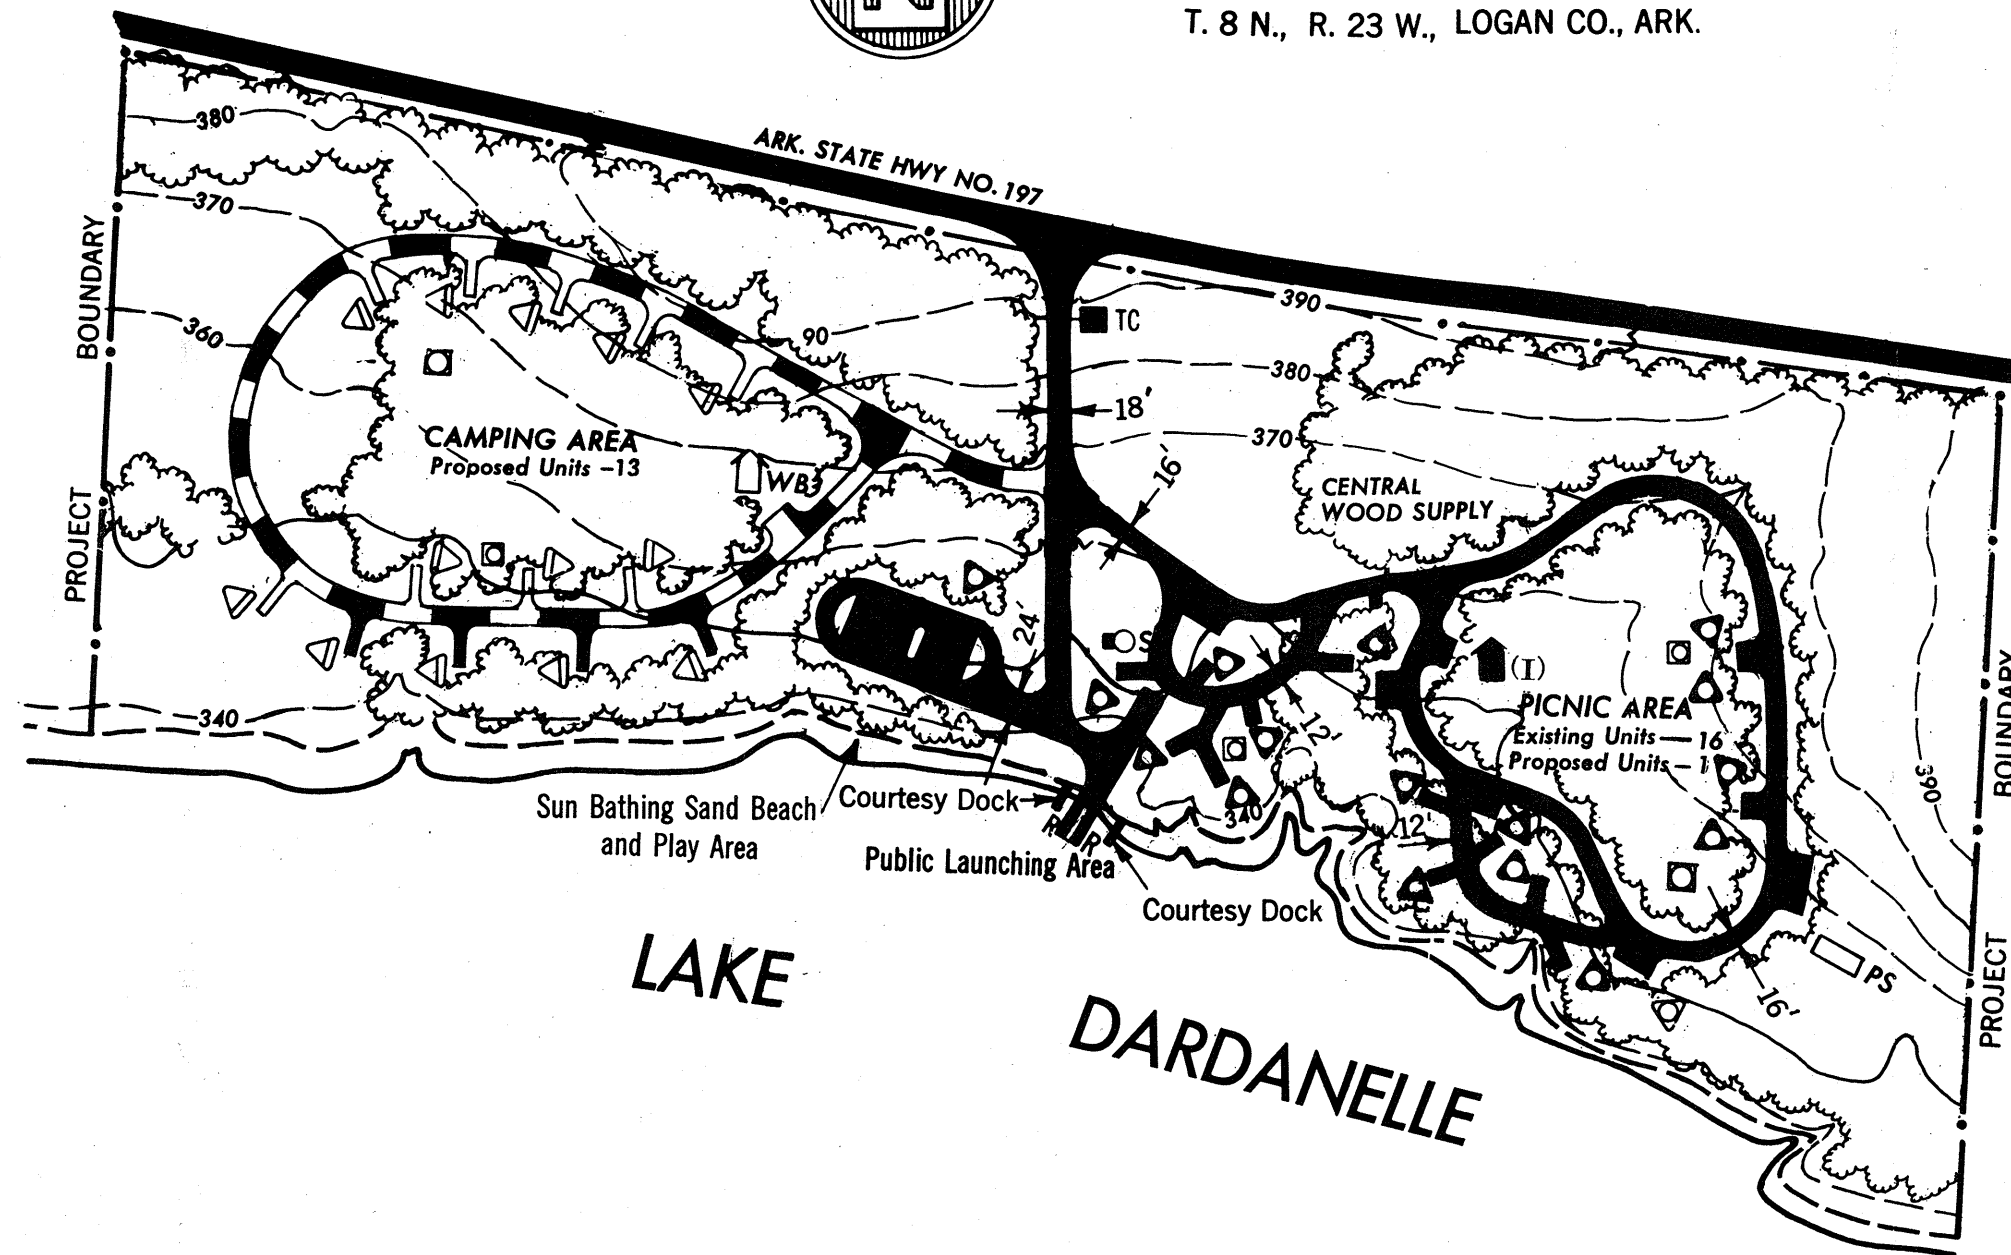 T. 8 N., R. 23 W., LOGAN CO., ARK.
ARK. STATE HWY NO. 197
380
370
360
90
390
TC
380
18'
370
16'
CENTRAL
WOOD SUPPLY
BOUNDARY
PROJECT
CAMPING AREA
Proposed Units -13
WB
24'
S
(I)
PICNIC AREA
Existing Units — 16
Proposed Units - 1
12'
12'
340
340
390
BOUNDARY
PROJECT
Sun Bathing Sand Beach
and Play Area
Courtesy Dock
R
R
Public Launching Area
Courtesy Dock
PS
16'
LAKE
DARDANELLE